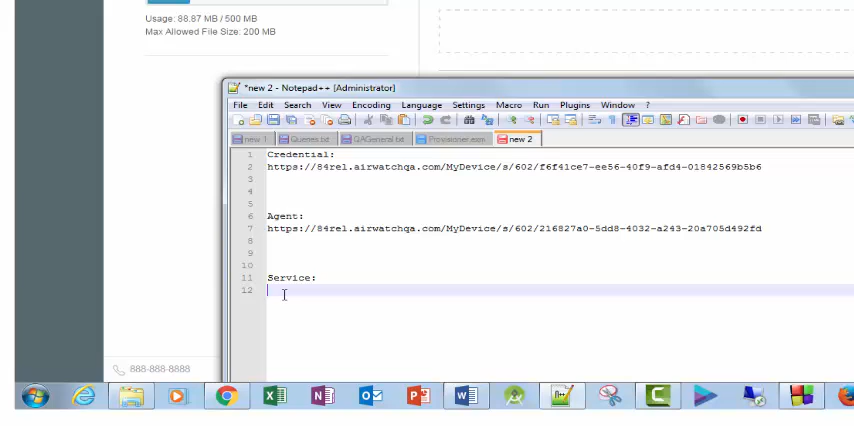 Usage: 88.87 MB / 500 MB
Max Allowed File Size: 200 MB
*new 2 - Notepad++ [Administrator]
File Edit Search View Encoding Language Settings Macro Run Plugins Window ?
new 1 Queries.txt QAGeneral.txt Provisioner.asm new 2
1 Credential:
2 https://84rel.airwatchqa.com/MyDevice/s/602/f6f41ce7-ee56-40f9-afd4-01842569b5b6
3
4
5
6 Agent:
7 https://84rel.airwatchqa.com/MyDevice/s/602/216827a0-5dd8-4032-a243-20a705d492fd
8
9
10
11 Service:
12
888-888-8888